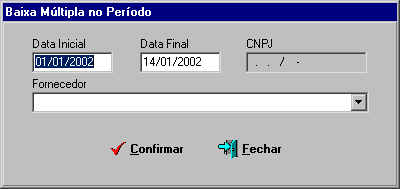 Baixa Múltipla no Período
Data Inicial Data Final CNPJ
01/01/2002 14/01/2002 . . / -
Fornecedor
Confirmar Fechar